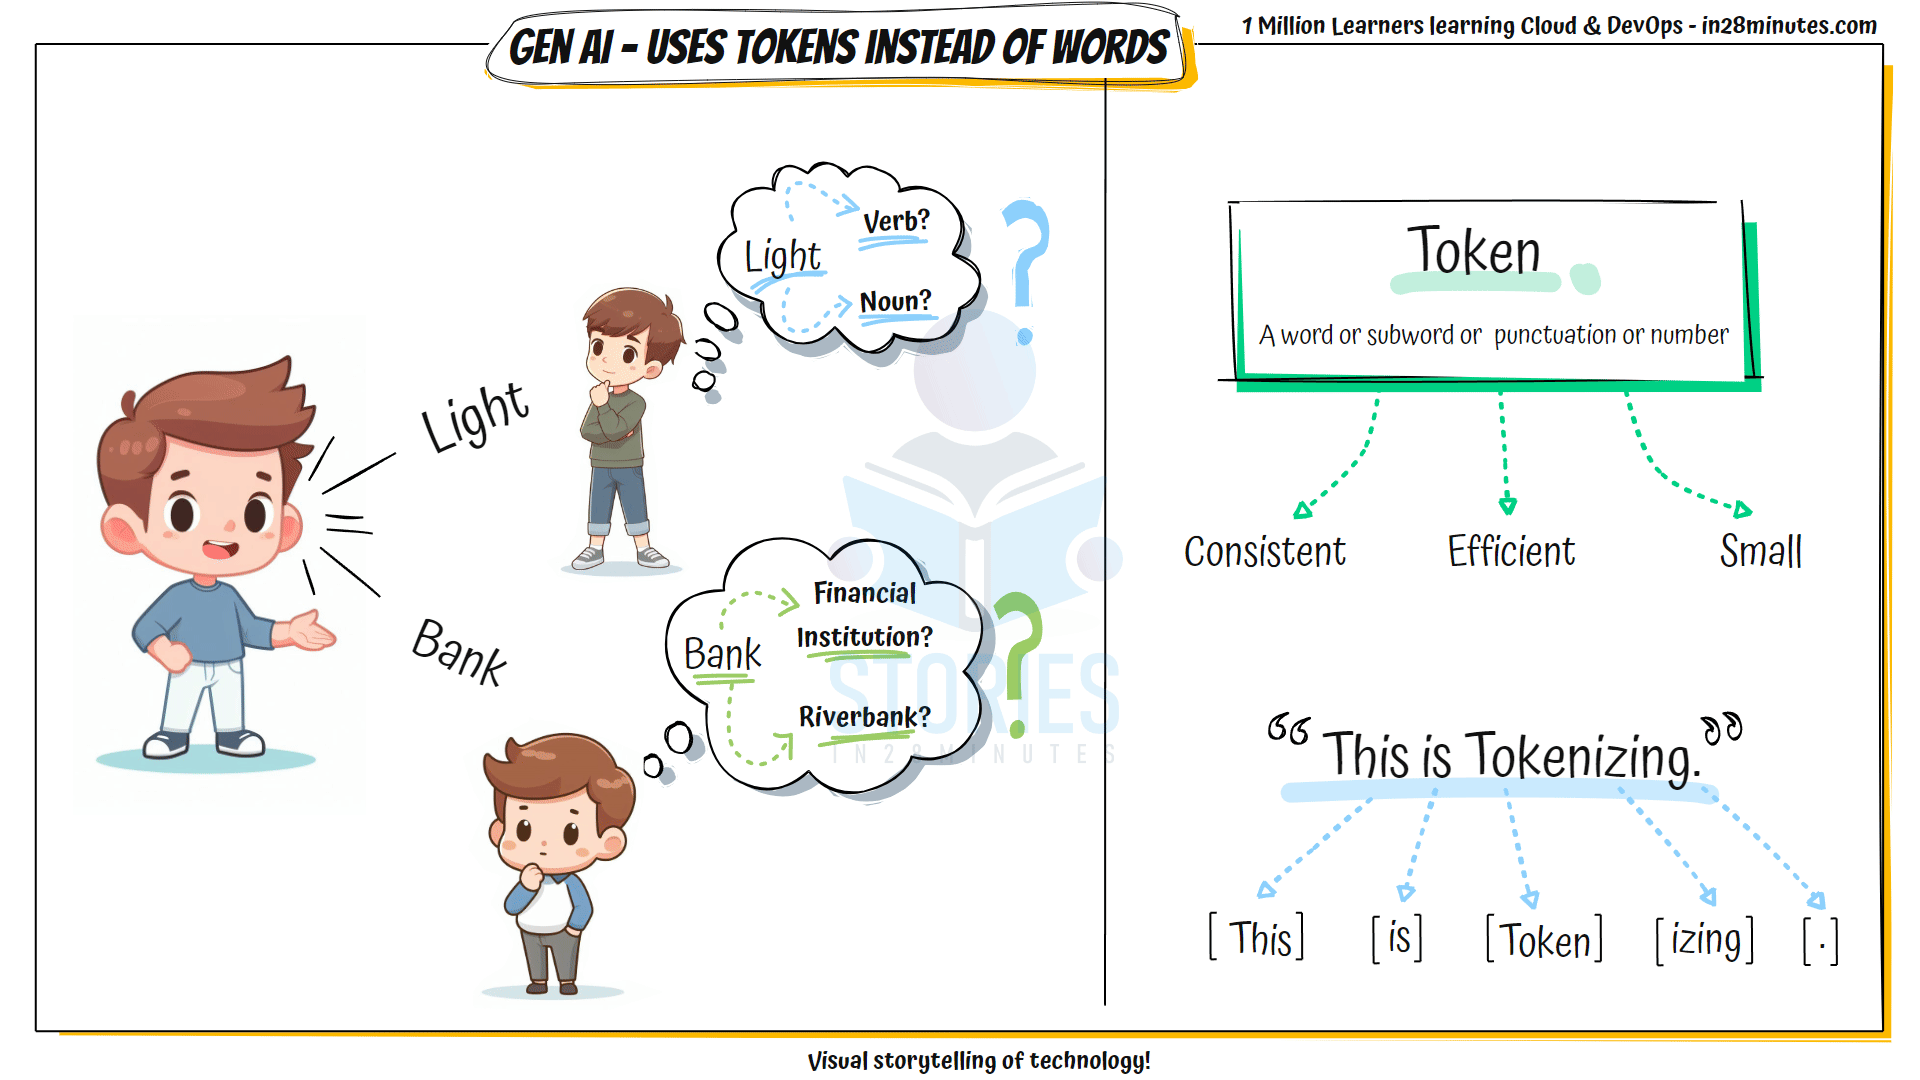 GEN AI - USES TOKENS INSTEAD OF WORDS
1 Million Learners learning Cloud & DevOps - in28minutes.com
Light
Bank
Light
Verb?
Noun?
Bank
Financial
Institution?
Riverbank?
STORIES
IN28MINUTES
Token
A word or subword or punctuation or number
Consistent
Efficient
Small
“This is Tokenizing.”
[ This] [ is] [Token] [izing] [.]
Visual storytelling of technology!